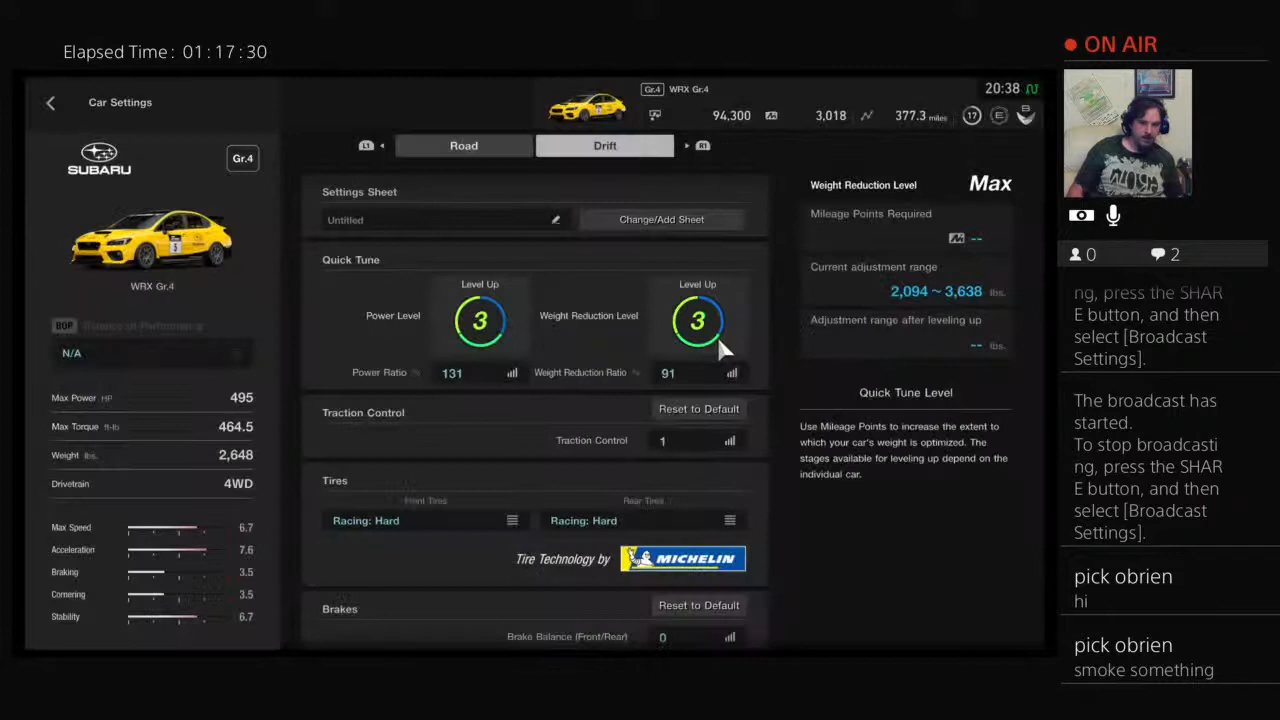 Elapsed Time: 01:17:30
ON AIR
Car Settings
Gr.4 WRX Gr.4
20:38
94,300 3,018 377.3 miles 17 E B
SUBARU
Gr.4
L1 Road Drift R1
Settings Sheet
Untitled Change/Add Sheet
Quick Tune
Level Up Level Up
Power Level 3 Weight Reduction Level 3
Power Ratio 131 Weight Reduction Ratio 91
Traction Control Reset to Default
Traction Control 1
Tires
Front Tires Rear Tires
Racing: Hard Racing: Hard
Tire Technology by MICHELIN
Brakes Reset to Default
Brake Balance (Front/Rear) 0
5
WRX Gr.4
BOP Balance of Performance
N/A
Max Power HP 495
Max Torque ft-lb 464.5
Weight lbs. 2,648
Drivetrain 4WD
Max Speed 6.7
Acceleration 7.6
Braking 3.5
Cornering 3.5
Stability 6.7
Weight Reduction Level Max
Mileage Points Required
--
Current adjustment range
2,094 ~ 3,638 lbs.
Adjustment range after leveling up
-- lbs.
Quick Tune Level
Use Mileage Points to increase the extent to
which your car's weight is optimized. The
stages available for leveling up depend on the
individual car.
0 2
ng, press the SHAR
E button, and then
select [Broadcast
Settings].
The broadcast has
started.
To stop broadcasti
ng, press the SHAR
E button, and then
select [Broadcast
Settings].
pick obrien
hi
pick obrien
smoke something